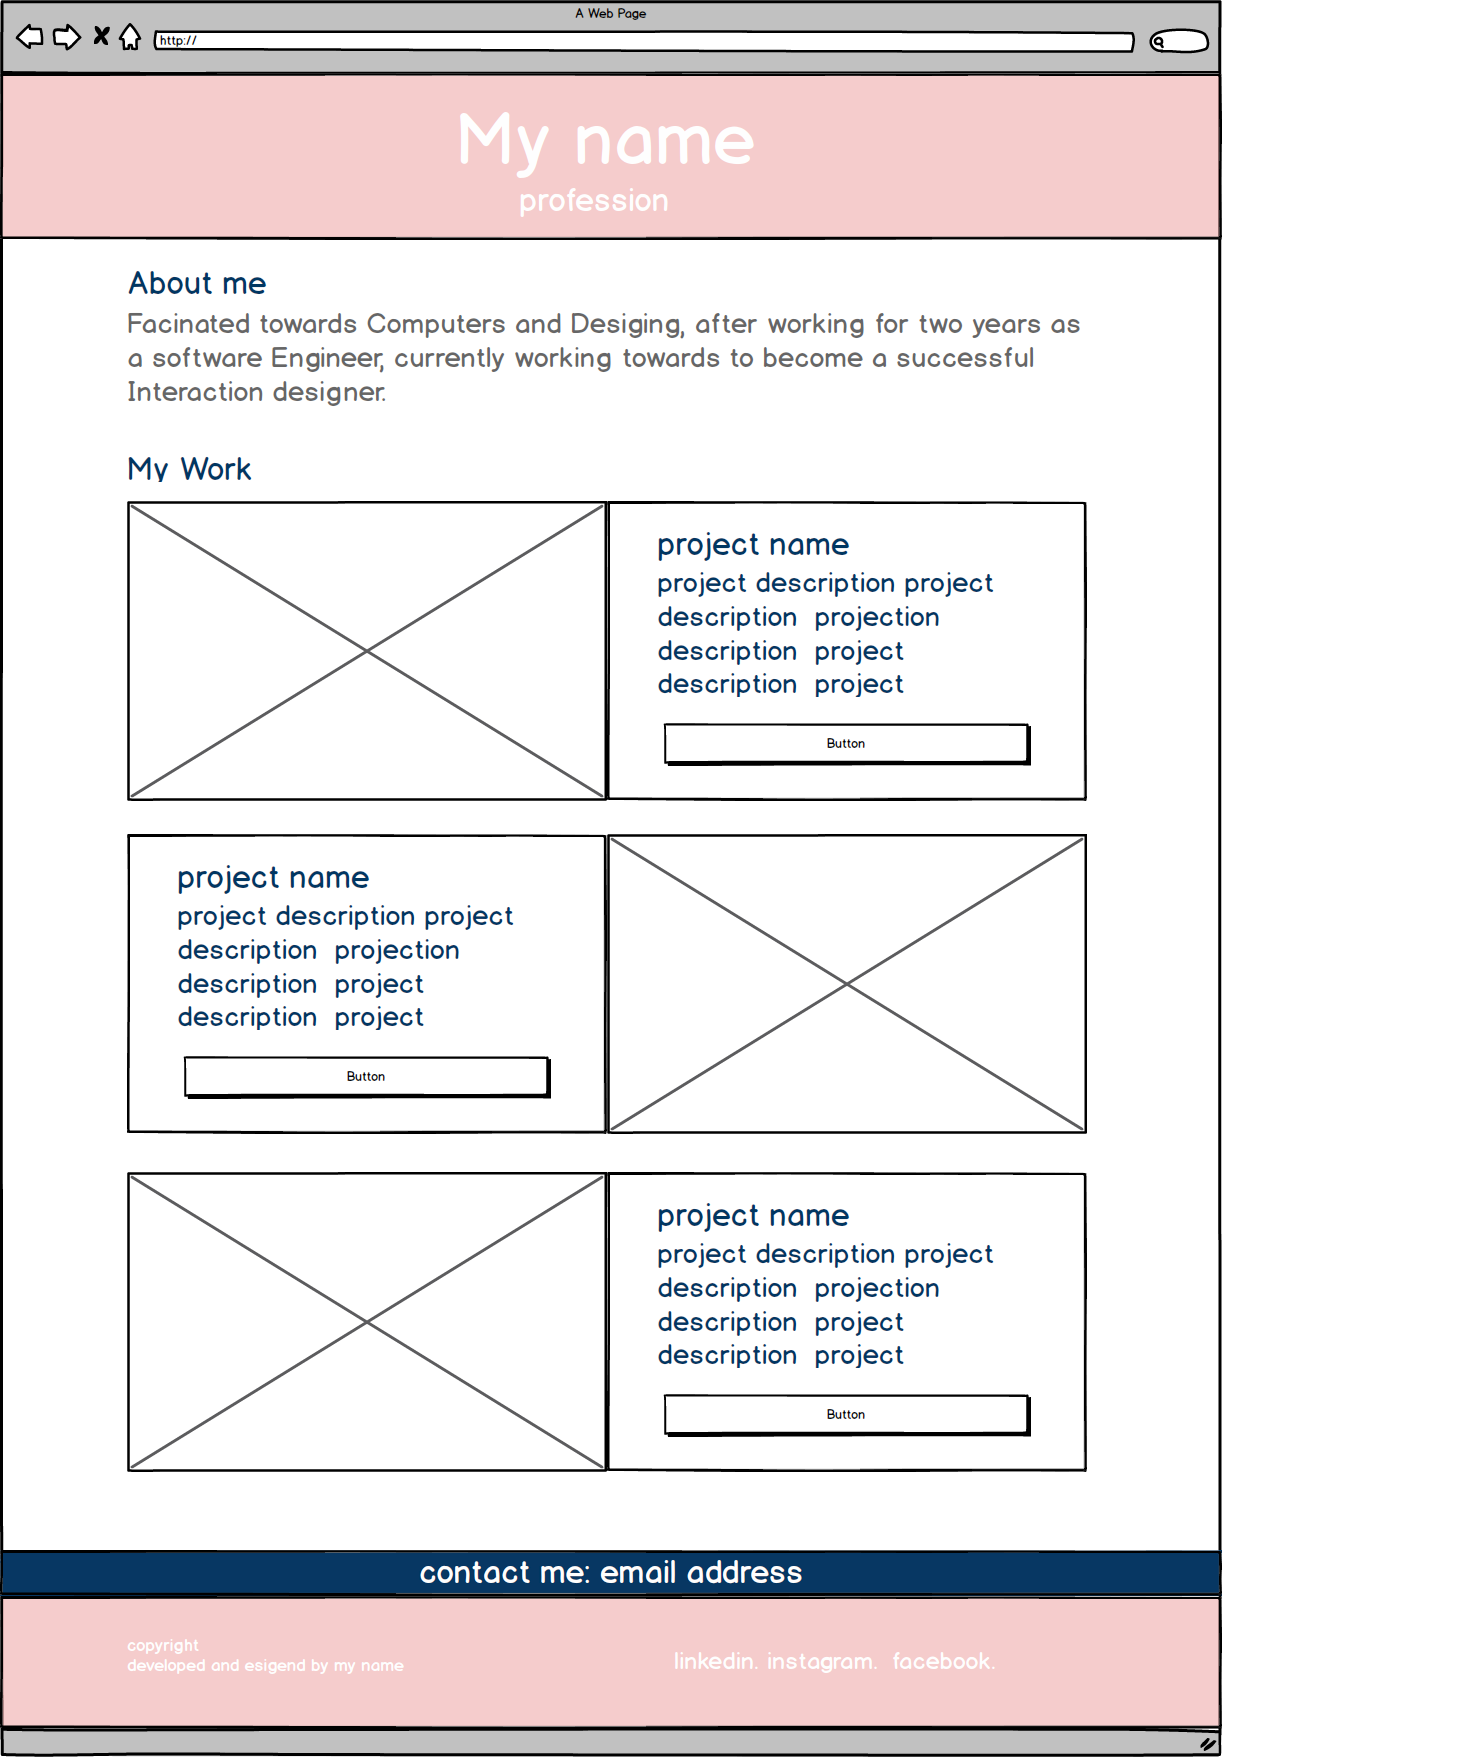 A Web Page
http://
My name
profession
About me
Facinated towards Computers and Desiging, after working for two years as
a software Engineer, currently working towards to become a successful
Interaction designer.
My Work
project name
project description project
description projection
description project
description project
Button
project name
project description project
description projection
description project
description project
Button
project name
project description project
description projection
description project
description project
Button
contact me: email address
copyright
developed and esigend by my name
linkedin. instagram. facebook.